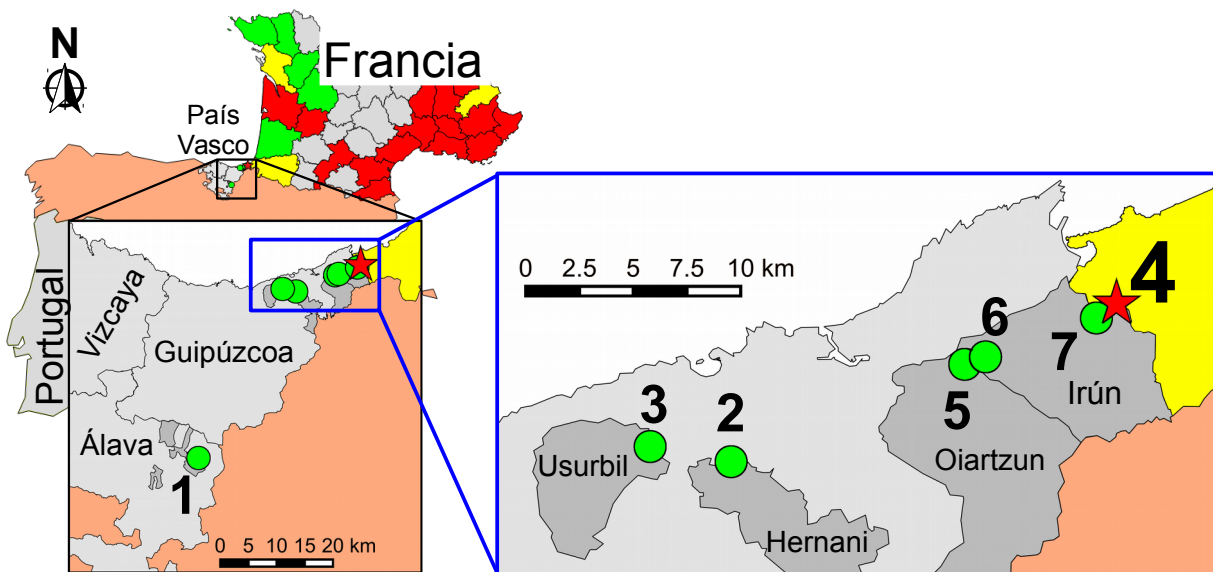 N
Francia
País
Vasco
Portugal
Vizcaya
Guipúzcoa
Álava
1
0 5 10 15 20 km
0 2.5 5 7.5 10 km
4
6
7
Irún
3
2
5
Usurbil
Oiartzun
Hernani